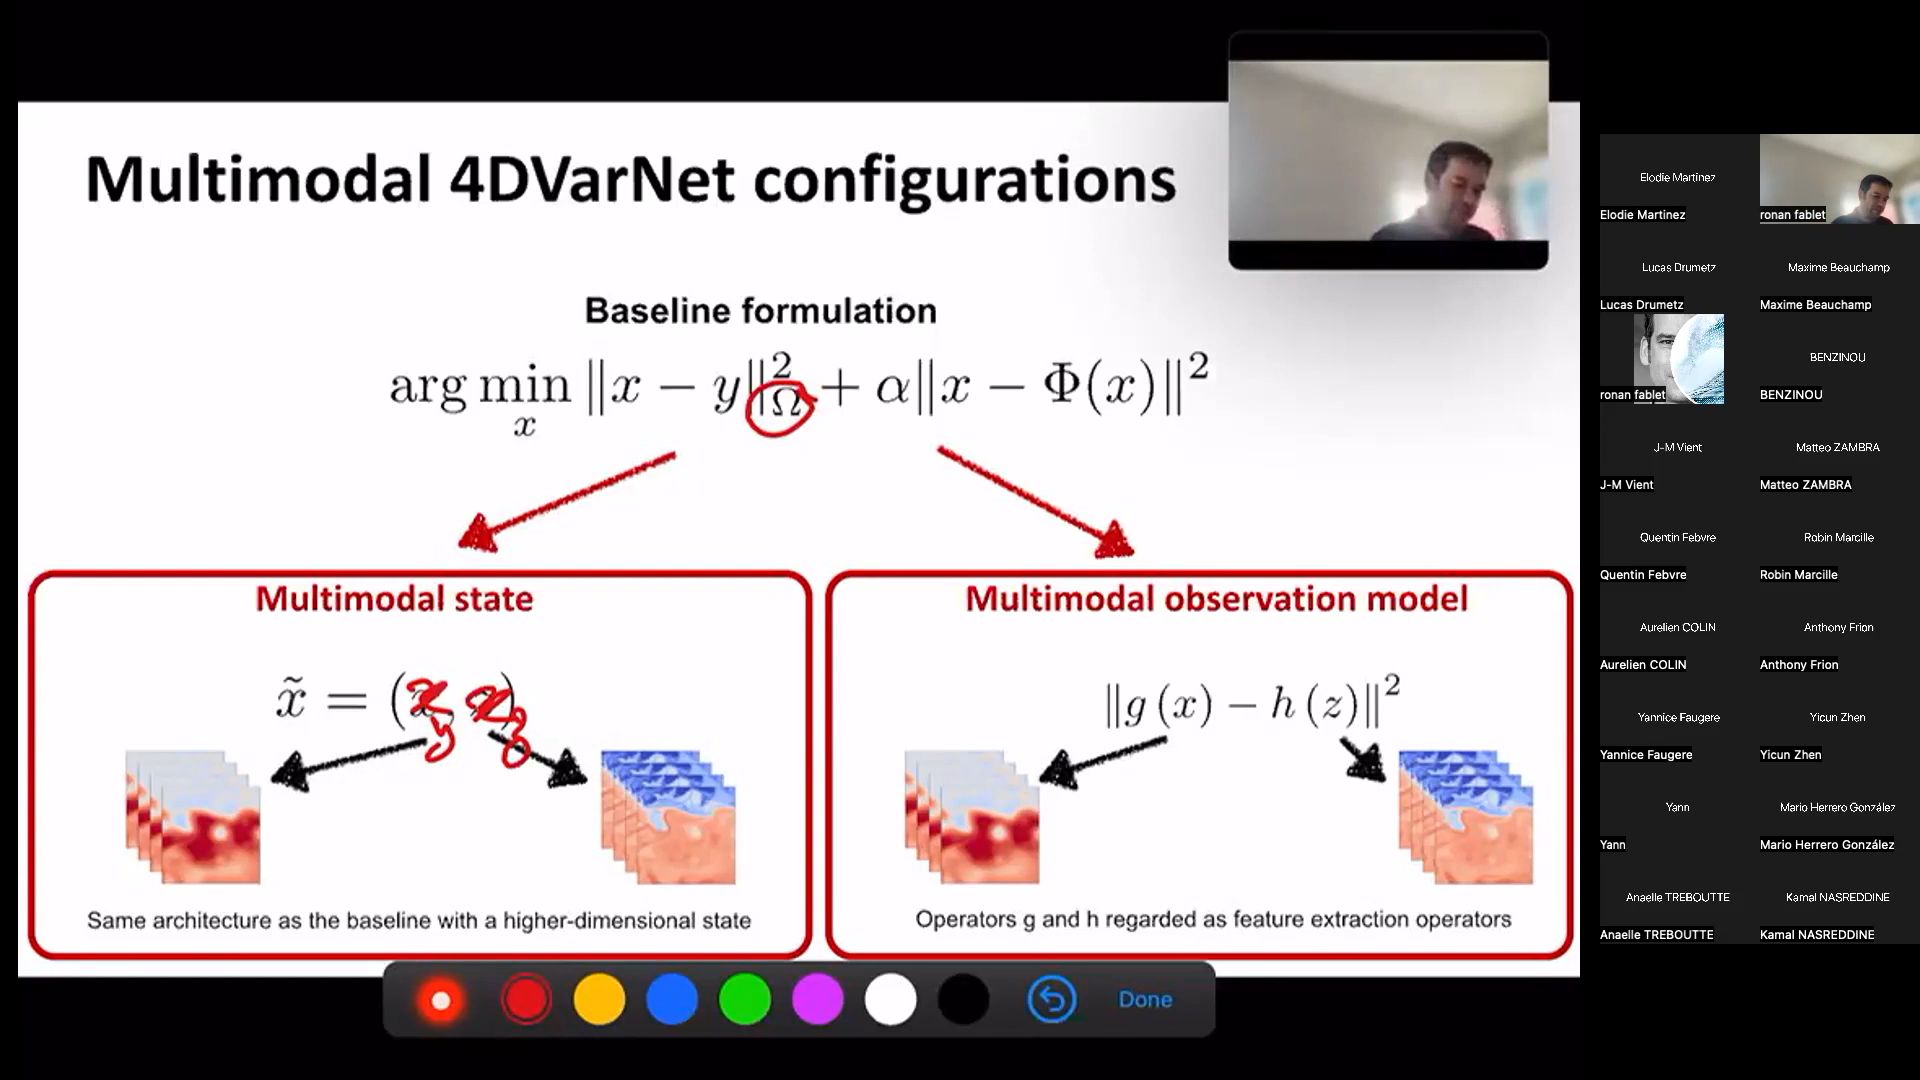 Multimodal 4DVarNet configurations
Baseline formulation
arg min ‖x − y‖²_Ω + α‖x − Φ(x)‖²
x
Multimodal state
x̃ = (x, z)
y z
Same architecture as the baseline with a higher-dimensional state
Multimodal observation model
‖g (x) − h (z)‖²
Operators g and h regarded as feature extraction operators
Done
Elodie Martinez
Elodie Martinez
ronan fablet
Lucas Drumetz
Maxime Beauchamp
Lucas Drumetz
Maxime Beauchamp
BENZINOU
ronan fablet
BENZINOU
J-M Vient
Matteo ZAMBRA
J-M Vient
Matteo ZAMBRA
Quentin Febvre
Robin Marcille
Quentin Febvre
Robin Marcille
Aurelien COLIN
Anthony Frion
Aurelien COLIN
Anthony Frion
Yannice Faugere
Yicun Zhen
Yannice Faugere
Yicun Zhen
Yann
Mario Herrero González
Yann
Mario Herrero González
Anaelle TREBOUTTE
Kamal NASREDDINE
Anaelle TREBOUTTE
Kamal NASREDDINE